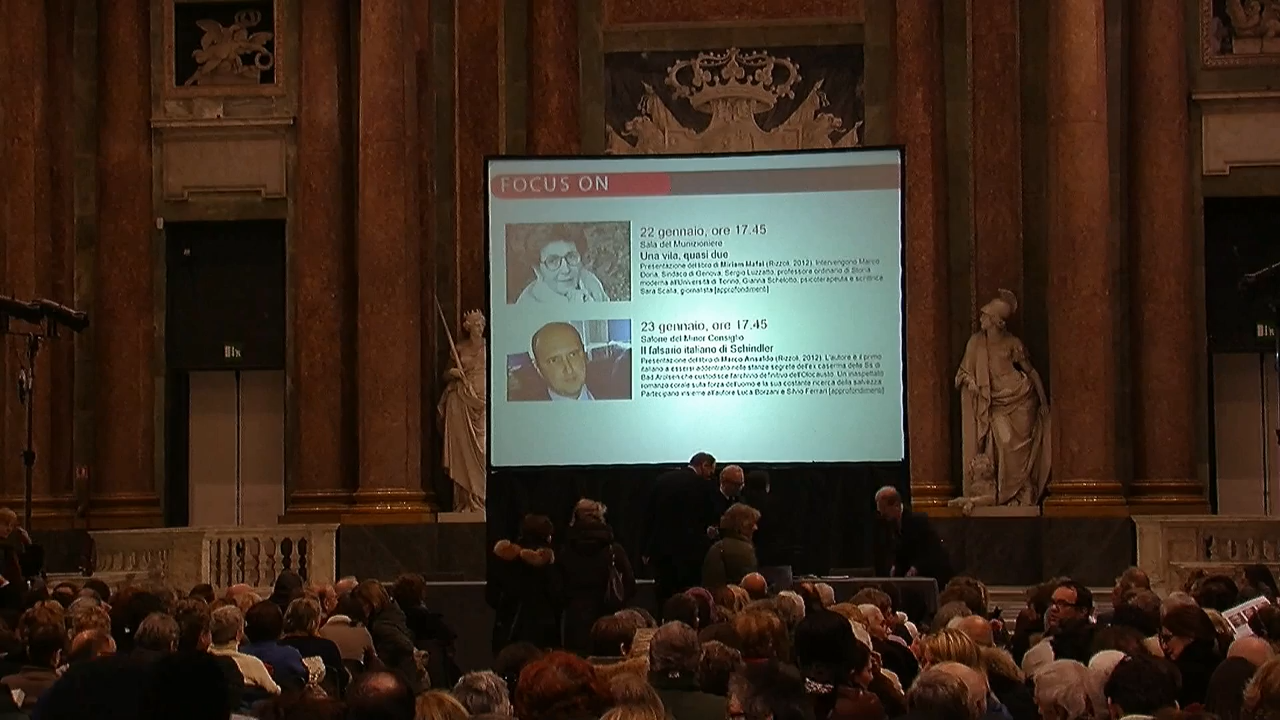 FOCUS ON
22 gennaio, ore 17.45
Sala del Munizioniere
Una vita, quasi due
Presentazione del libro di Miriam Mafai (Rizzoli, 2012). Intervengono Marco
Doria, Sindaco di Genova, Sergio Luzzatto, professore ordinario di Storia
moderna all'Università di Torino, Gianna Schelotto, psicoterapeuta e scrittrice
Sara Scalia, giornalista [approfondimenti]
23 gennaio, ore 17.45
Salone del Minor Consiglio
Il falsario italiano di Schindler
Presentazione del libro di Marco Ansaldo (Rizzoli, 2012). L'autore è il primo
italiano a essersi addentrato nelle stanze segrete dell'ex caserma delle Ss di
Bad Arolsen che custodisce l'archivio definitivo dell'Olocausto. Un inaspettato
romanzo corale sulla forza dell'uomo e la sua costante ricerca della salvezza.
Partecipano insieme all'autore Luca Borzani e Silvio Ferrari [approfondimenti]